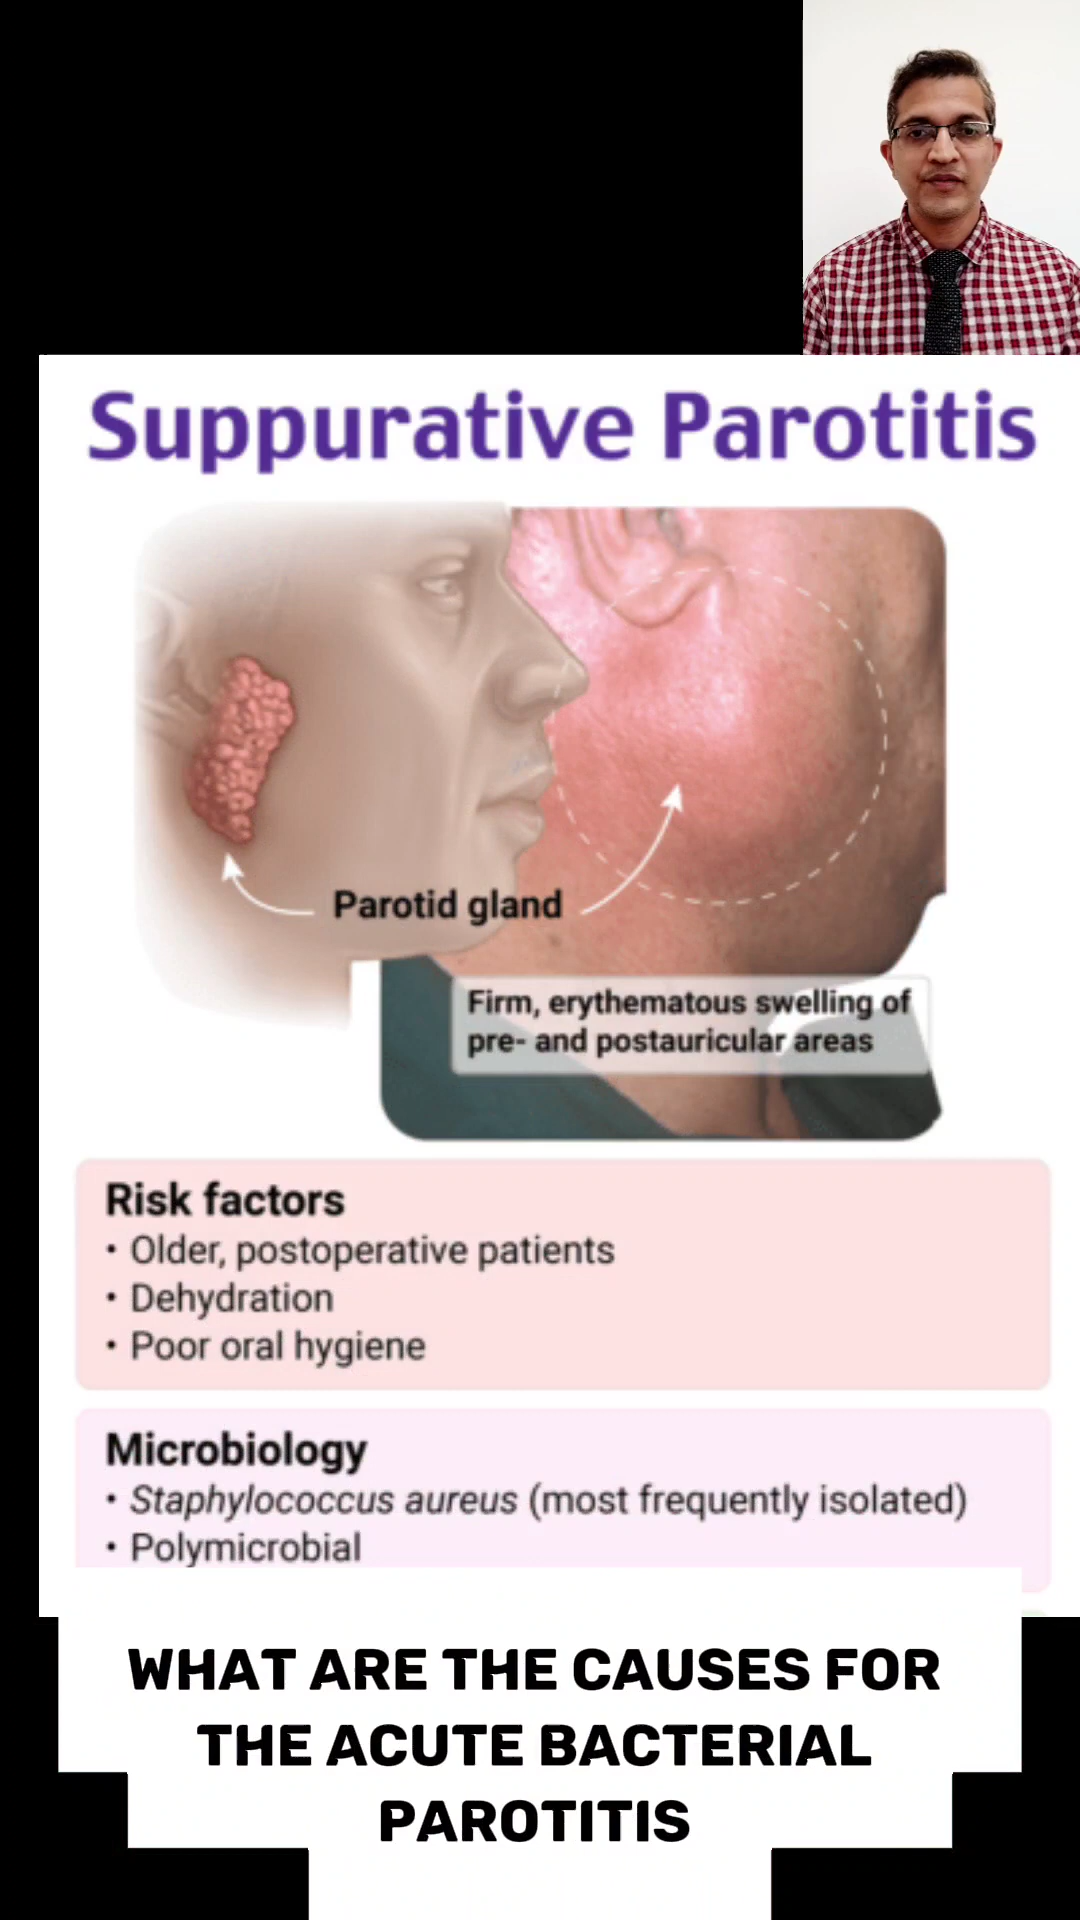 Suppurative Parotitis
Parotid gland
Firm, erythematous swelling of
pre- and postauricular areas
Risk factors
• Older, postoperative patients
• Dehydration
• Poor oral hygiene
Microbiology
• Staphylococcus aureus (most frequently isolated)
• Polymicrobial
WHAT ARE THE CAUSES FOR
THE ACUTE BACTERIAL
PAROTITIS